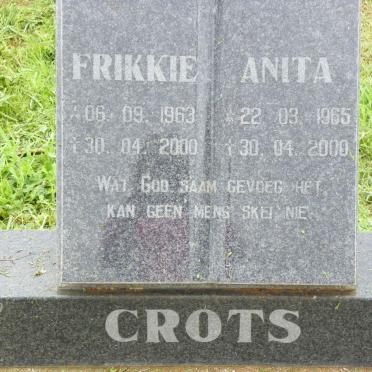 FRIKKIE ANITA
☆ 06. 09. 1963 ☆ 22. 03. 1965
✝ 30. 04. 2000 ✝ 30. 04. 2000
WAT GOD SAAM GEVOEG HET,
KAN GEEN MENS SKEI NIE.
CROTS